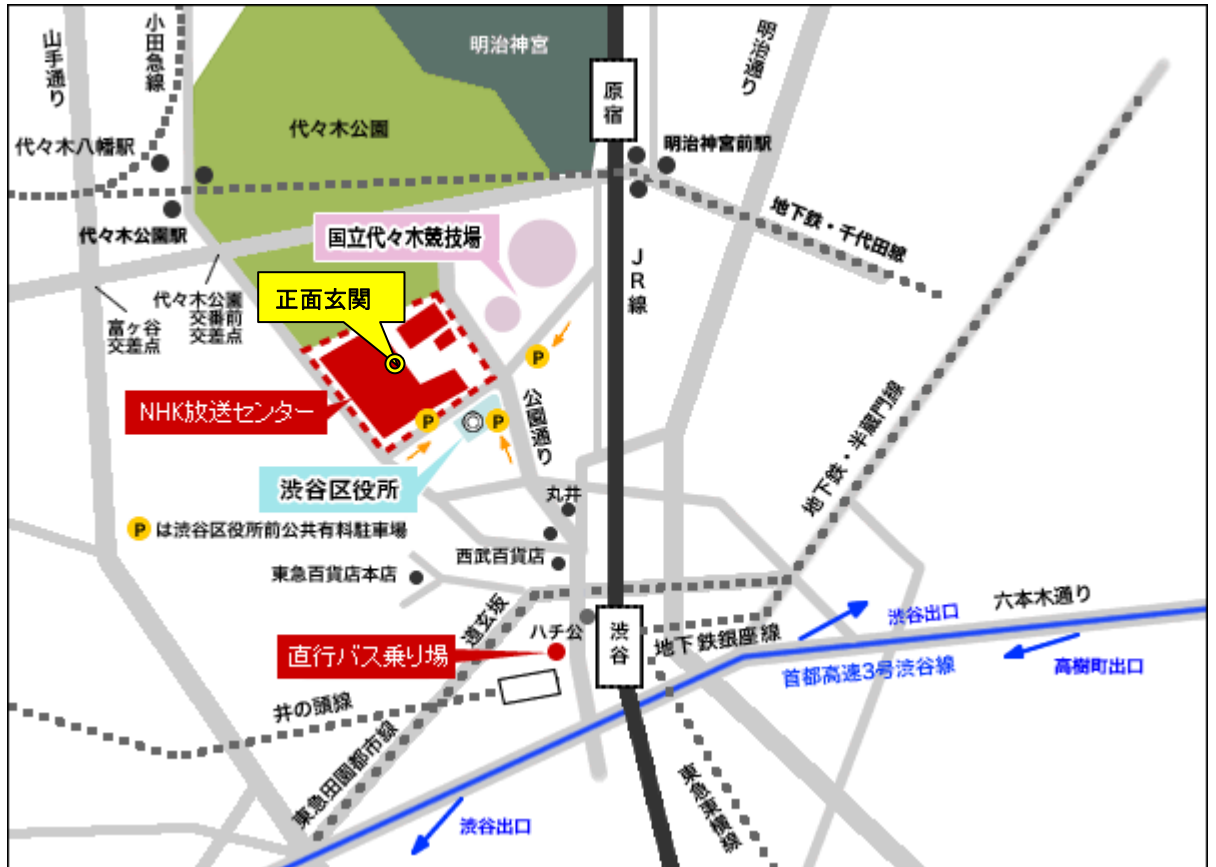 山手通り
小田急線
明治神宮
原宿
明治通り
代々木公園
代々木八幡駅
明治神宮前駅
代々木公園駅
国立代々木競技場
地下鉄・千代田線
JR線
代々木公園
交番前
交差点
富ヶ谷
交差点
正面玄関
P
NHK放送センター
P
P
公園通り
地下鉄・半蔵門線
渋谷区役所
丸井
P は渋谷区役所前公共有料駐車場
西武百貨店
東急百貨店本店
道玄坂
ハチ公
渋谷
地下鉄銀座線
渋谷出口
六本木通り
直行バス乗り場
首都高速3号渋谷線
高樹町出口
井の頭線
東急田園都市線
東急東横線
渋谷出口